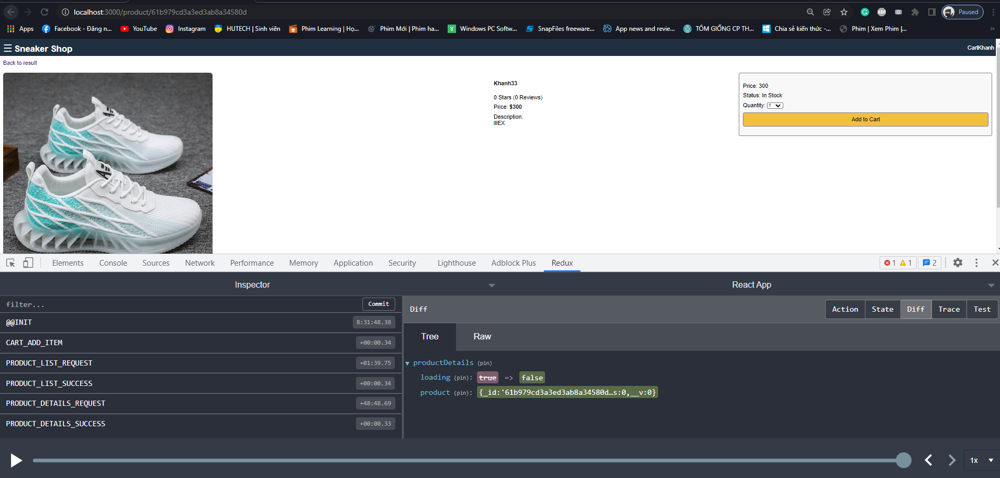 localhost:3000/product/61b979cd3a3ed3ab8a34580d
Paused
Apps
Facebook - Đăng n...
YouTube
Instagram
HUTECH | Sinh viên
Phim Learning | Họ...
Phim Mới | Phim ha...
Windows PC Softw...
SnapFiles freeware...
App news and revie...
TÔM GIỐNG CP TH...
Chia sẻ kiến thức -...
Phim | Xem Phim |...
»
☰ Sneaker Shop
CartKhanh
Back to result
Khanh33
0 Stars (0 Reviews)
Price: $300
Description:
IIIEX
Price: 300
Status: In Stock
Quantity: 1
Add to Cart
Elements
Console
Sources
Network
Performance
Memory
Application
Security
Lighthouse
Adblock Plus
Redux
1
1
2
Inspector
React App
filter...
Commit
@@INIT
8:31:48.38
CART_ADD_ITEM
+00:00.34
PRODUCT_LIST_REQUEST
+01:39.75
PRODUCT_LIST_SUCCESS
+00:00.34
PRODUCT_DETAILS_REQUEST
+48:48.69
PRODUCT_DETAILS_SUCCESS
+00:00.33
Diff
Action
State
Diff
Trace
Test
Tree
Raw
productDetails (pin)
loading (pin): true => false
product (pin): {_id:'61b979cd3a3ed3ab8a34580d…s:0,__v:0}
1x